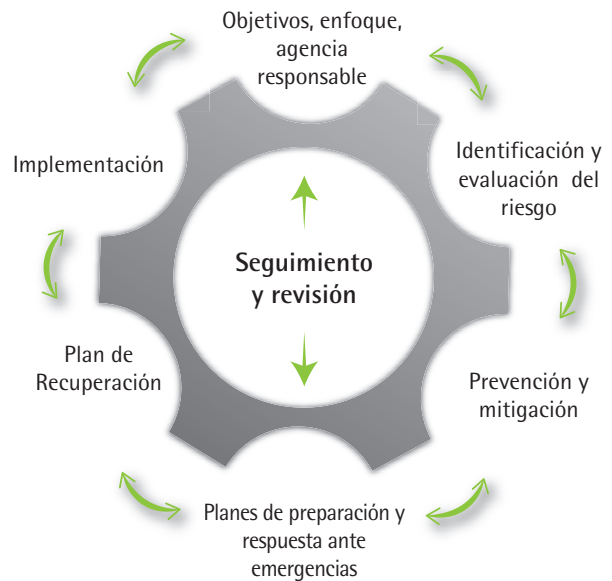 Objetivos, enfoque,
agencia
responsable
Identificación y
evaluación del
riesgo
Prevención y
mitigación
Planes de preparación y
respuesta ante
emergencias
Plan de
Recuperación
Implementación
Seguimiento
y revisión